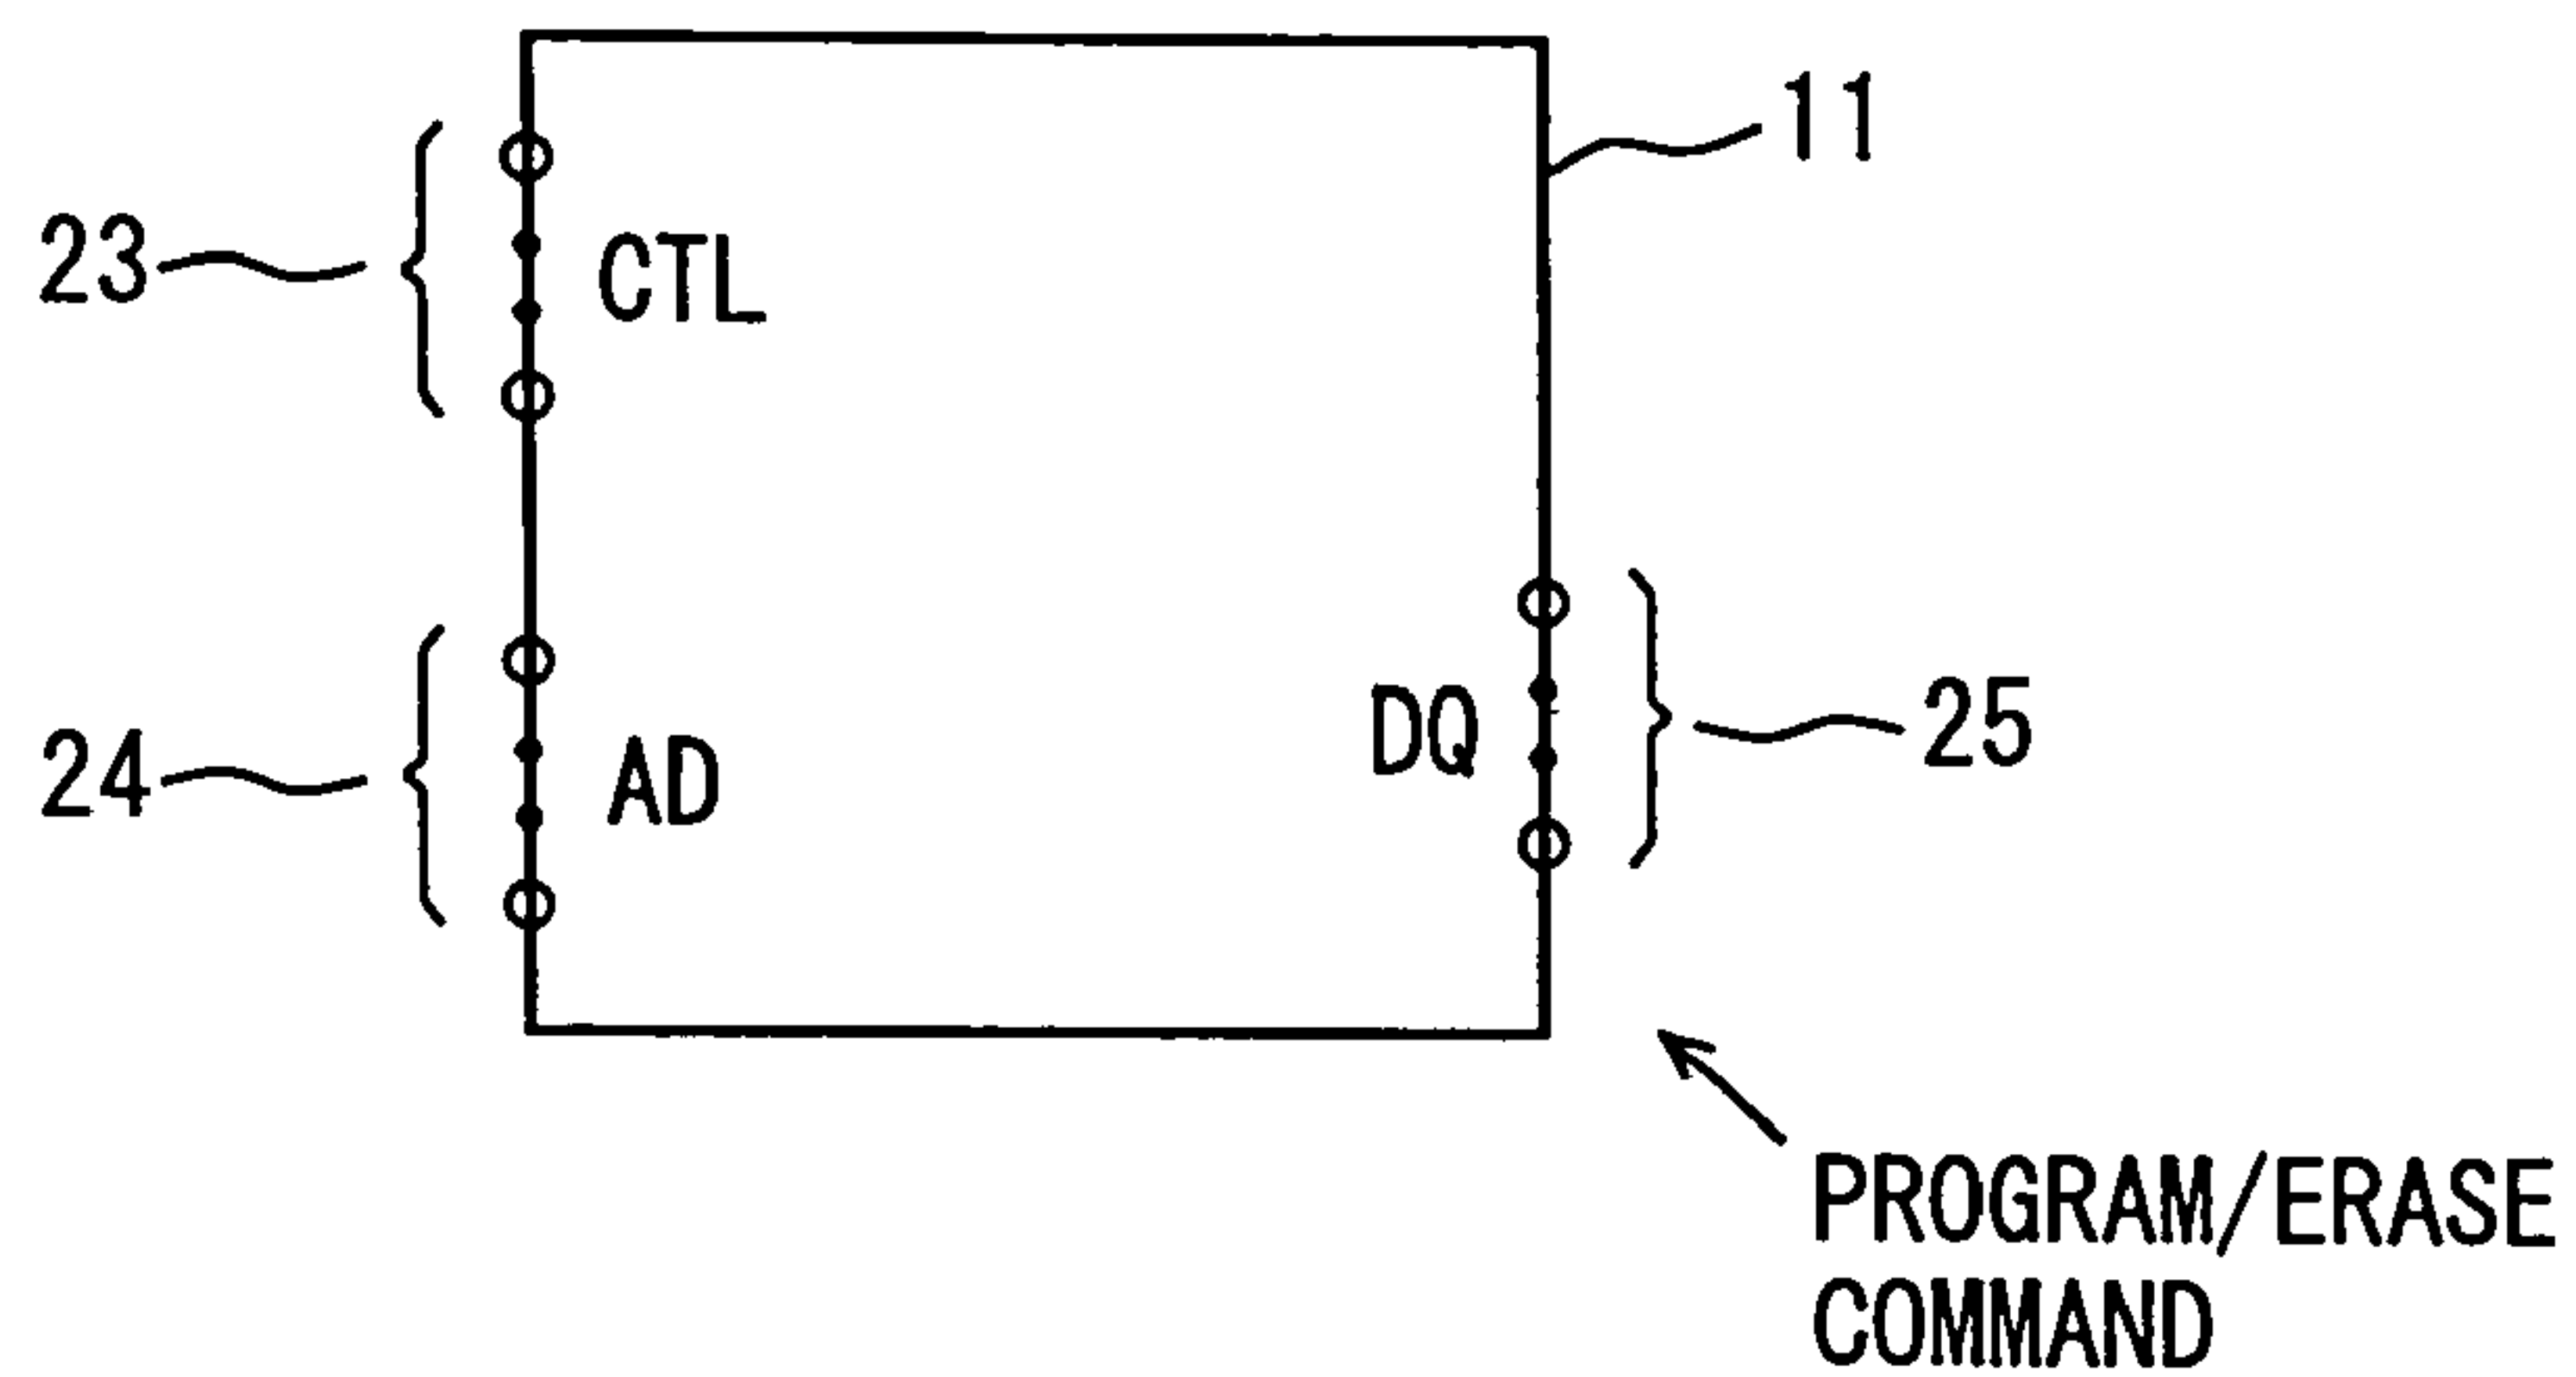 11
23
CTL
24
AD
DQ
25
PROGRAM/ERASE
COMMAND